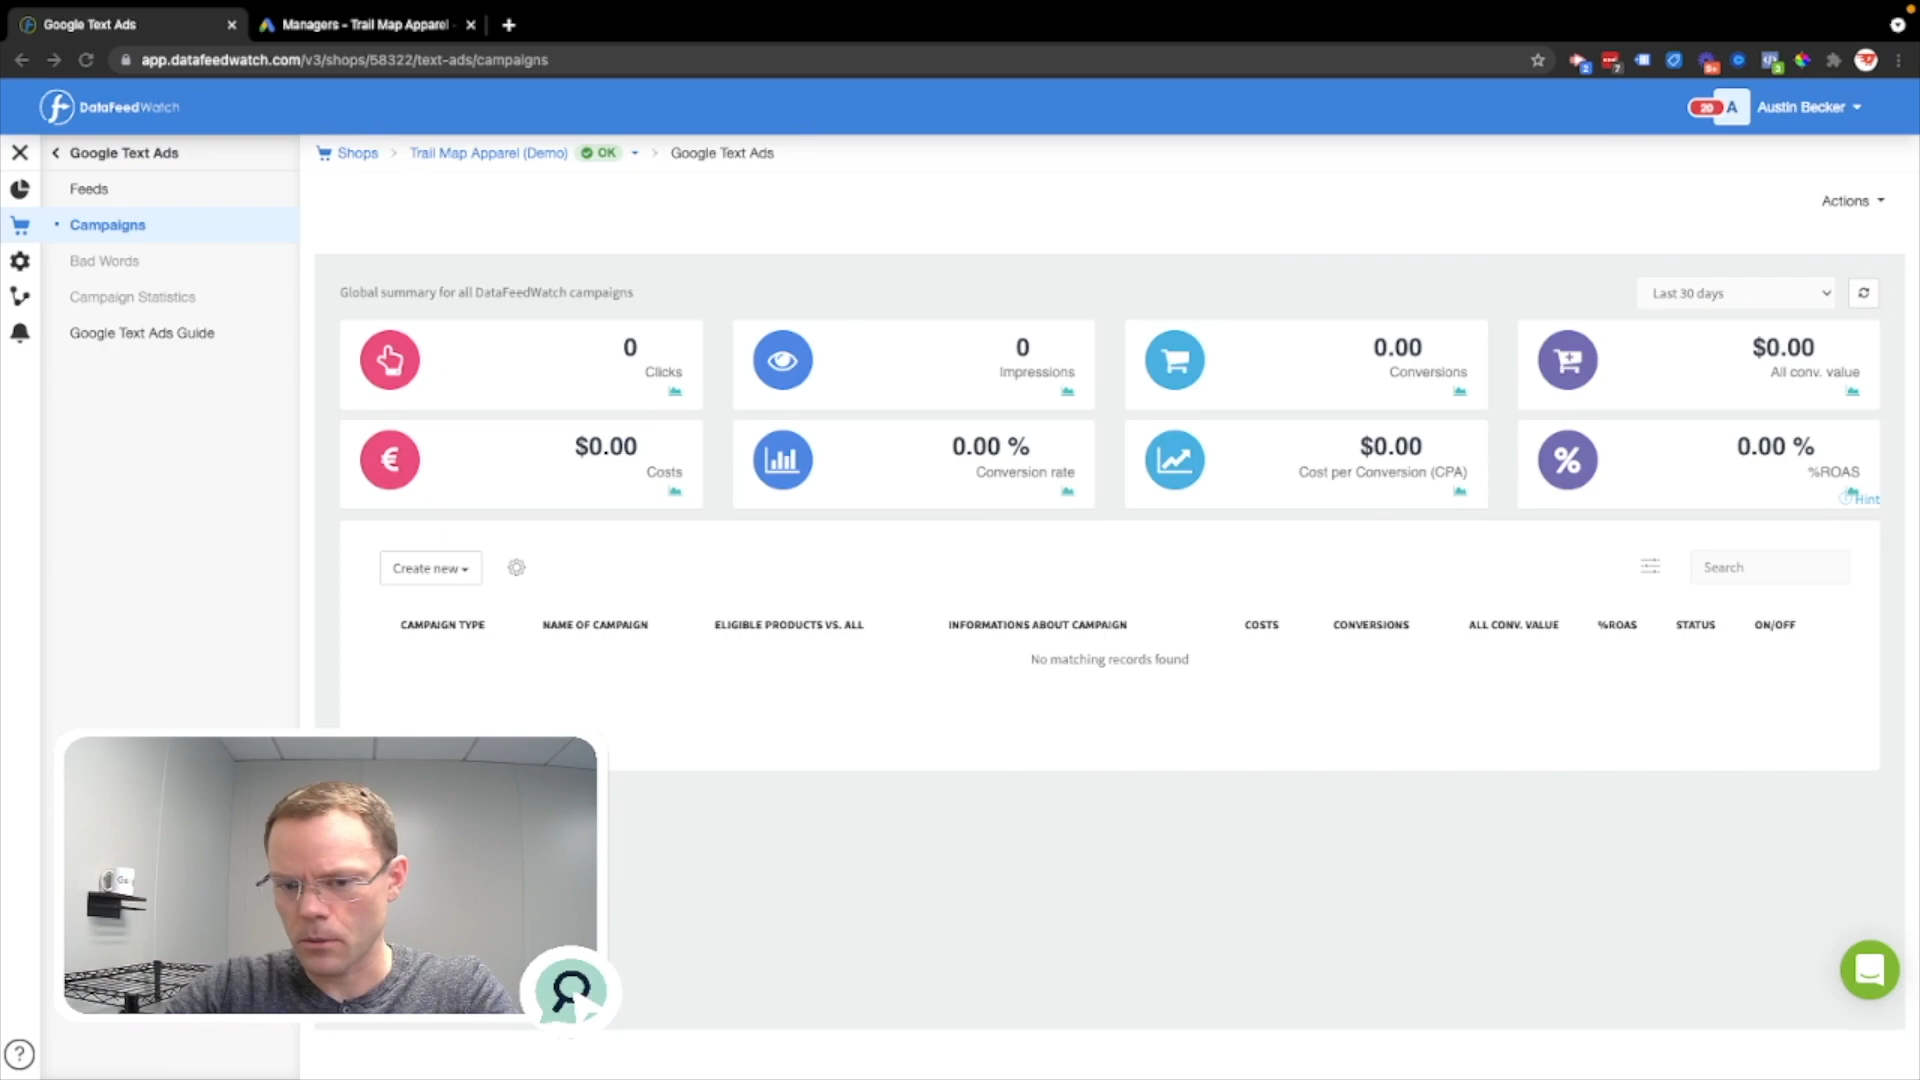 Google Text Ads
Managers - Trail Map Apparel
app.datafeedwatch.com/v3/shops/58322/text-ads/campaigns
2
7
9+
3
DataFeedWatch
20
A
Austin Becker
Google Text Ads
Shops > Trail Map Apparel (Demo) OK > Google Text Ads
Feeds
Campaigns
Bad Words
Campaign Statistics
Google Text Ads Guide
Actions
Global summary for all DataFeedWatch campaigns
Last 30 days
0
Clicks
0
Impressions
0.00
Conversions
$0.00
All conv. value
€
$0.00
Costs
0.00 %
Conversion rate
$0.00
Cost per Conversion (CPA)
%
0.00 %
%ROAS
Hint
Create new
Search
CAMPAIGN TYPE NAME OF CAMPAIGN ELIGIBLE PRODUCTS VS. ALL INFORMATIONS ABOUT CAMPAIGN COSTS CONVERSIONS ALL CONV. VALUE %ROAS STATUS ON/OFF
No matching records found
?